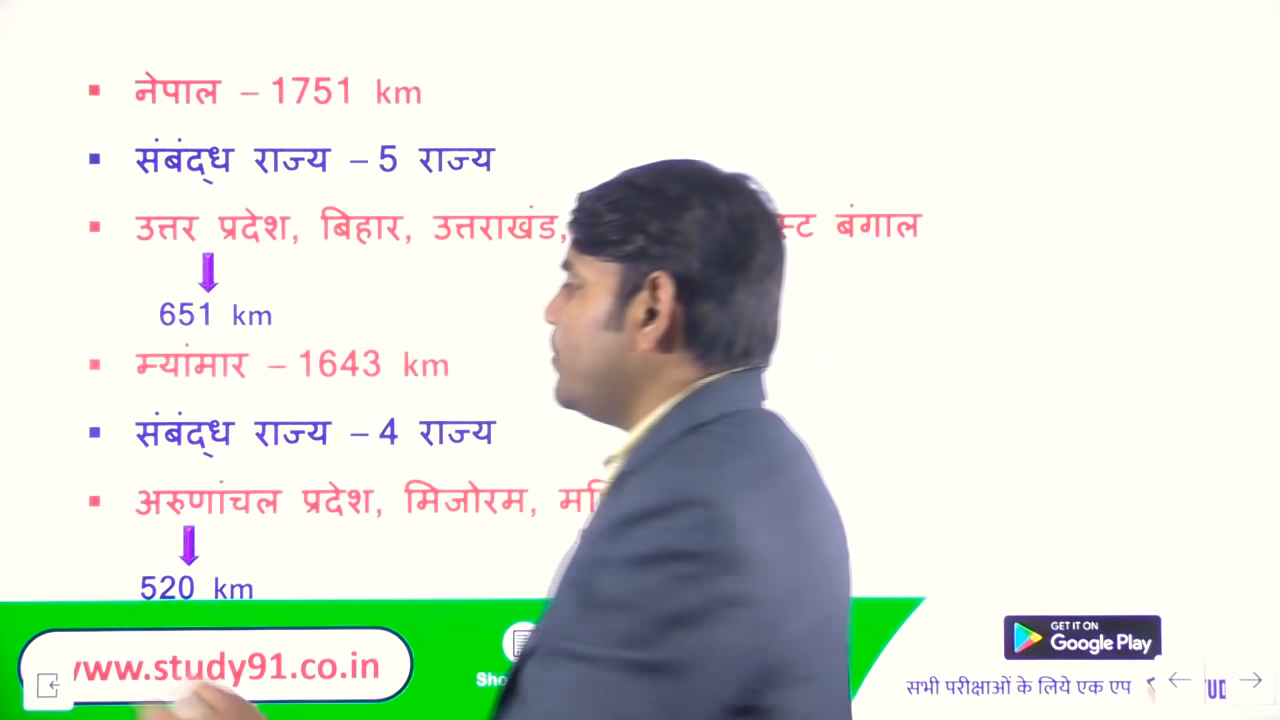 नेपाल – 1751 km
संबंद्ध राज्य – 5 राज्य
उत्तर प्रदेश, बिहार, उत्तराखंड, बंगाल
651 km
म्यांमार – 1643 km
संबंद्ध राज्य – 4 राज्य
अरुणांचल प्रदेश, मिजोरम,
520 km
www.study91.co.in
GET IT ON
Google Play
सभी परीक्षाओं के लिये एक एप